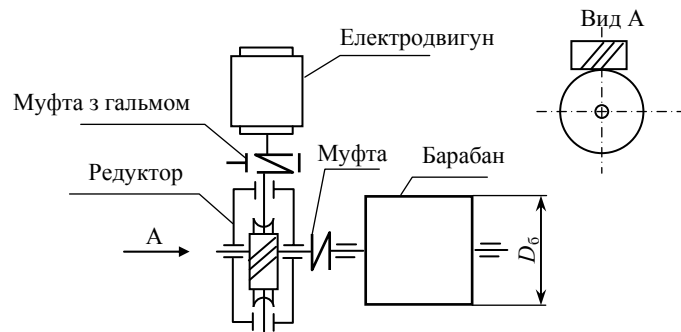 Вид А
Електродвигун
Муфта з гальмом
Муфта
Барабан
Редуктор
А
Dб